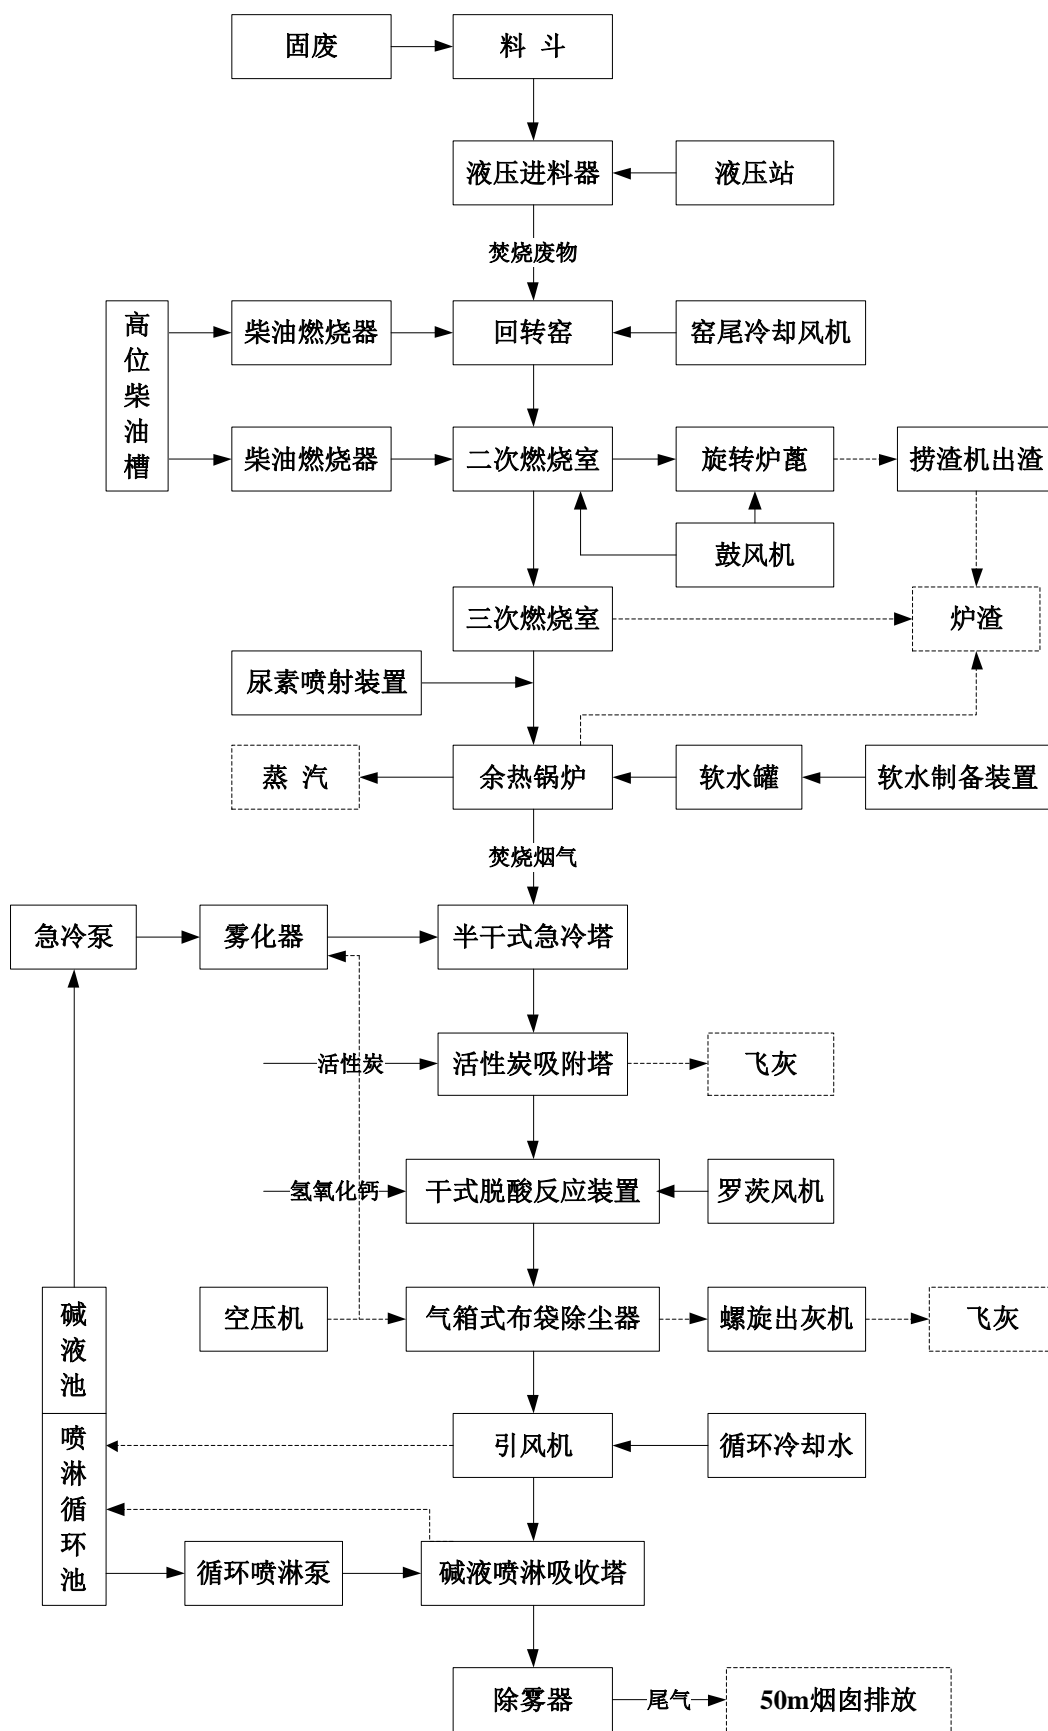 固废
料 斗
液压进料器
液压站
焚烧废物
高位柴油槽
柴油燃烧器
回转窑
窑尾冷却风机
柴油燃烧器
二次燃烧室
旋转炉蓖
捞渣机出渣
鼓风机
三次燃烧室
炉渣
尿素喷射装置
蒸 汽
余热锅炉
软水罐
软水制备装置
焚烧烟气
急冷泵
雾化器
半干式急冷塔
活性炭
活性炭吸附塔
飞灰
氢氧化钙
干式脱酸反应装置
罗茨风机
碱液池
空压机
气箱式布袋除尘器
螺旋出灰机
飞灰
喷淋循环池
引风机
循环冷却水
循环喷淋泵
碱液喷淋吸收塔
除雾器
尾气
50m烟囱排放